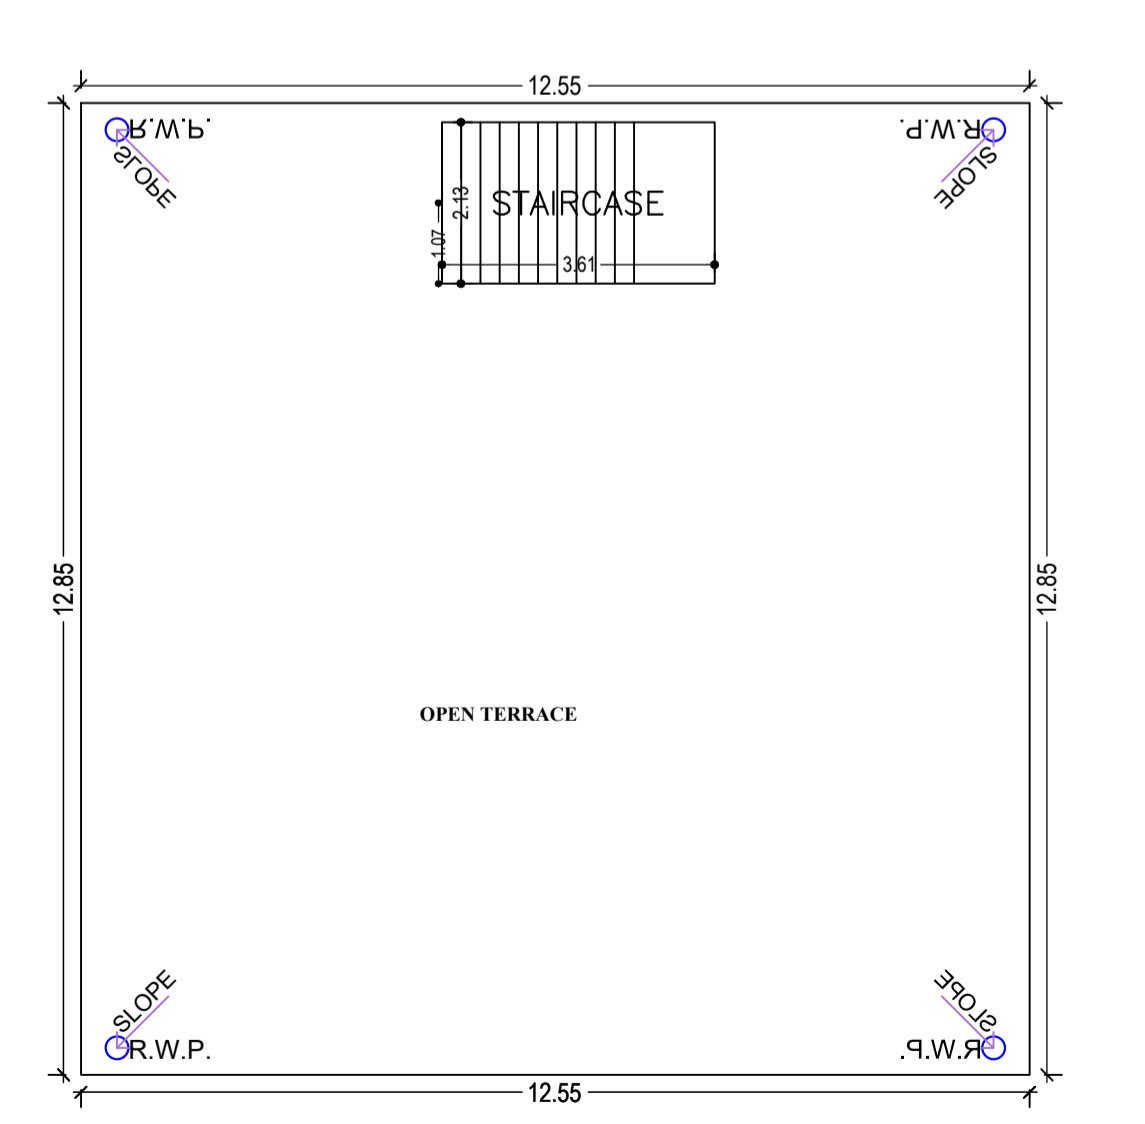 12.55
R.W.P.
R.W.P.
SLOPE
SLOPE
STAIRCASE
2.13
1.07
3.61
12.85
12.85
OPEN TERRACE
SLOPE
SLOPE
R.W.P.
R.W.P.
12.55